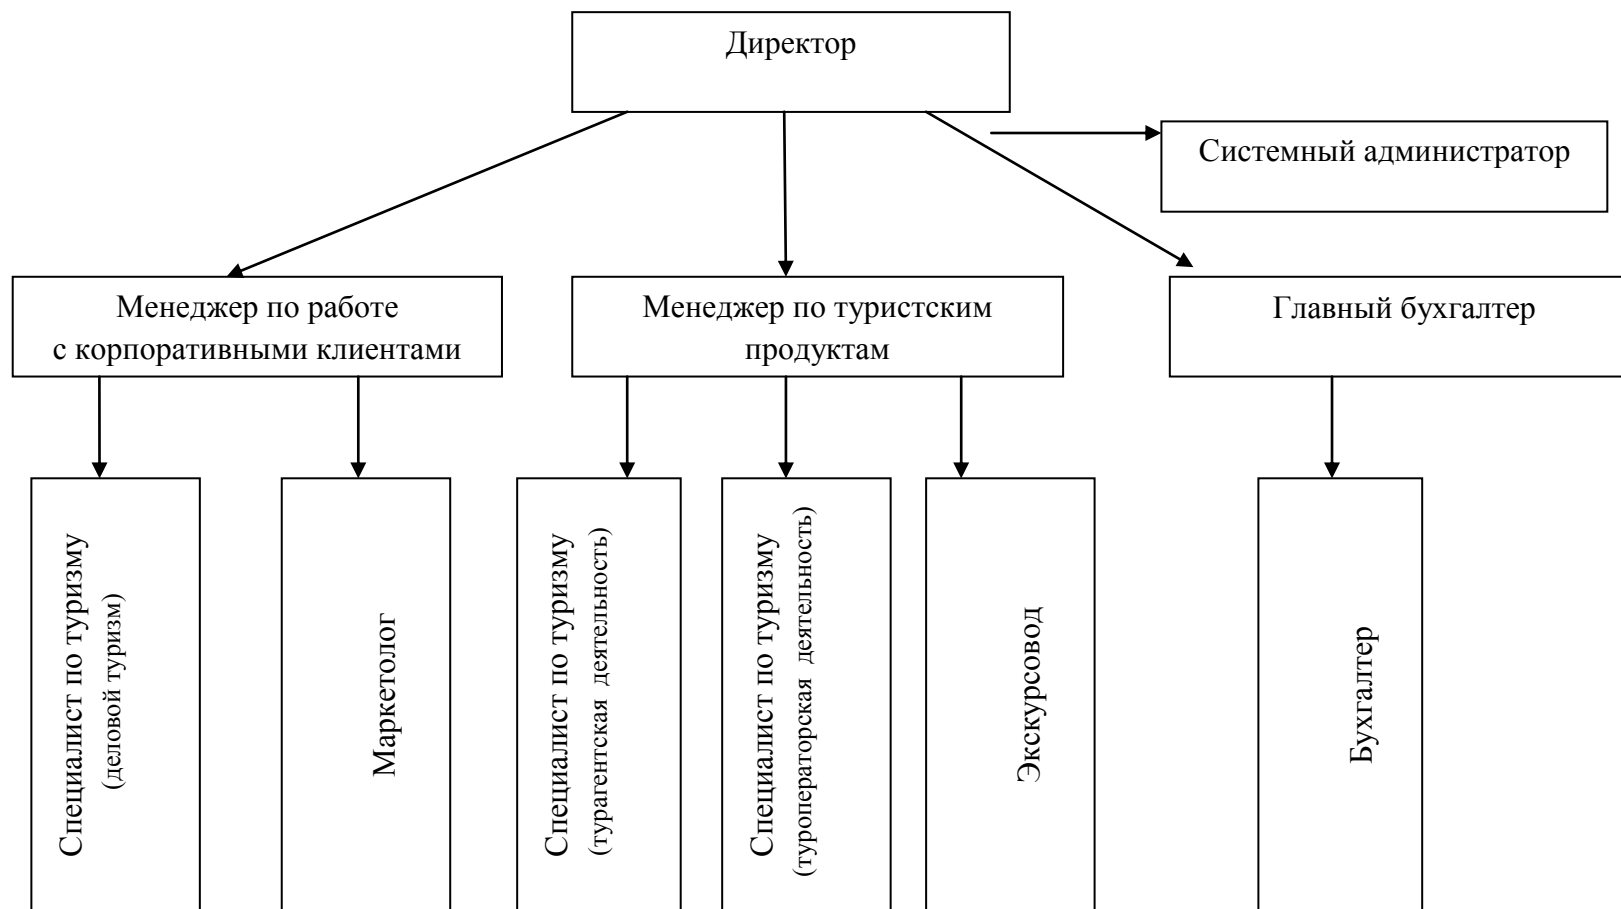 Директор
Системный администратор
Менеджер по работе
с корпоративными клиентами
Менеджер по туристским
продуктам
Главный бухгалтер
Специалист по туризму
(деловой туризм)
Маркетолог
Специалист по туризму
(турагентская деятельность)
Специалист по туризму
(туроператорская деятельность)
Экскурсовод
Бухгалтер